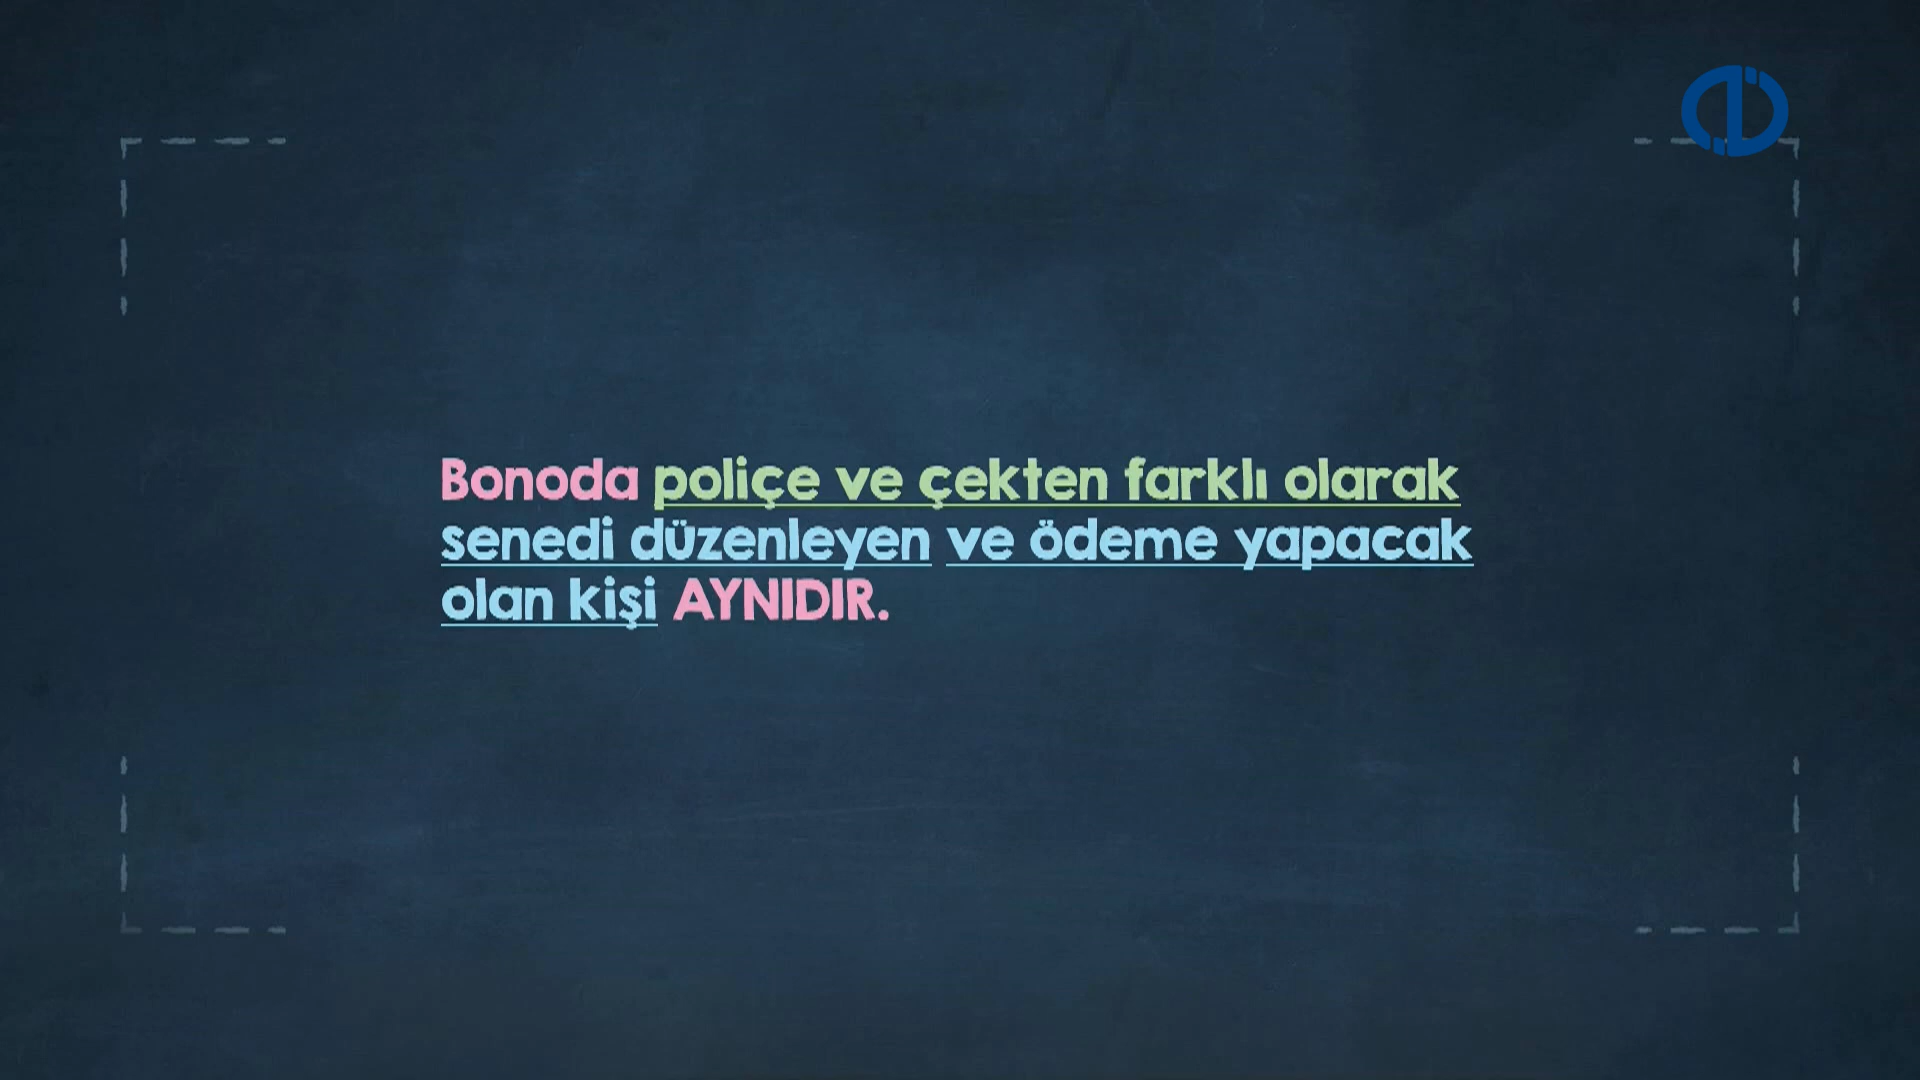 Bonoda poliçe ve çekten farklı olarak
senedi düzenleyen ve ödeme yapacak
olan kişi AYNIDIR.